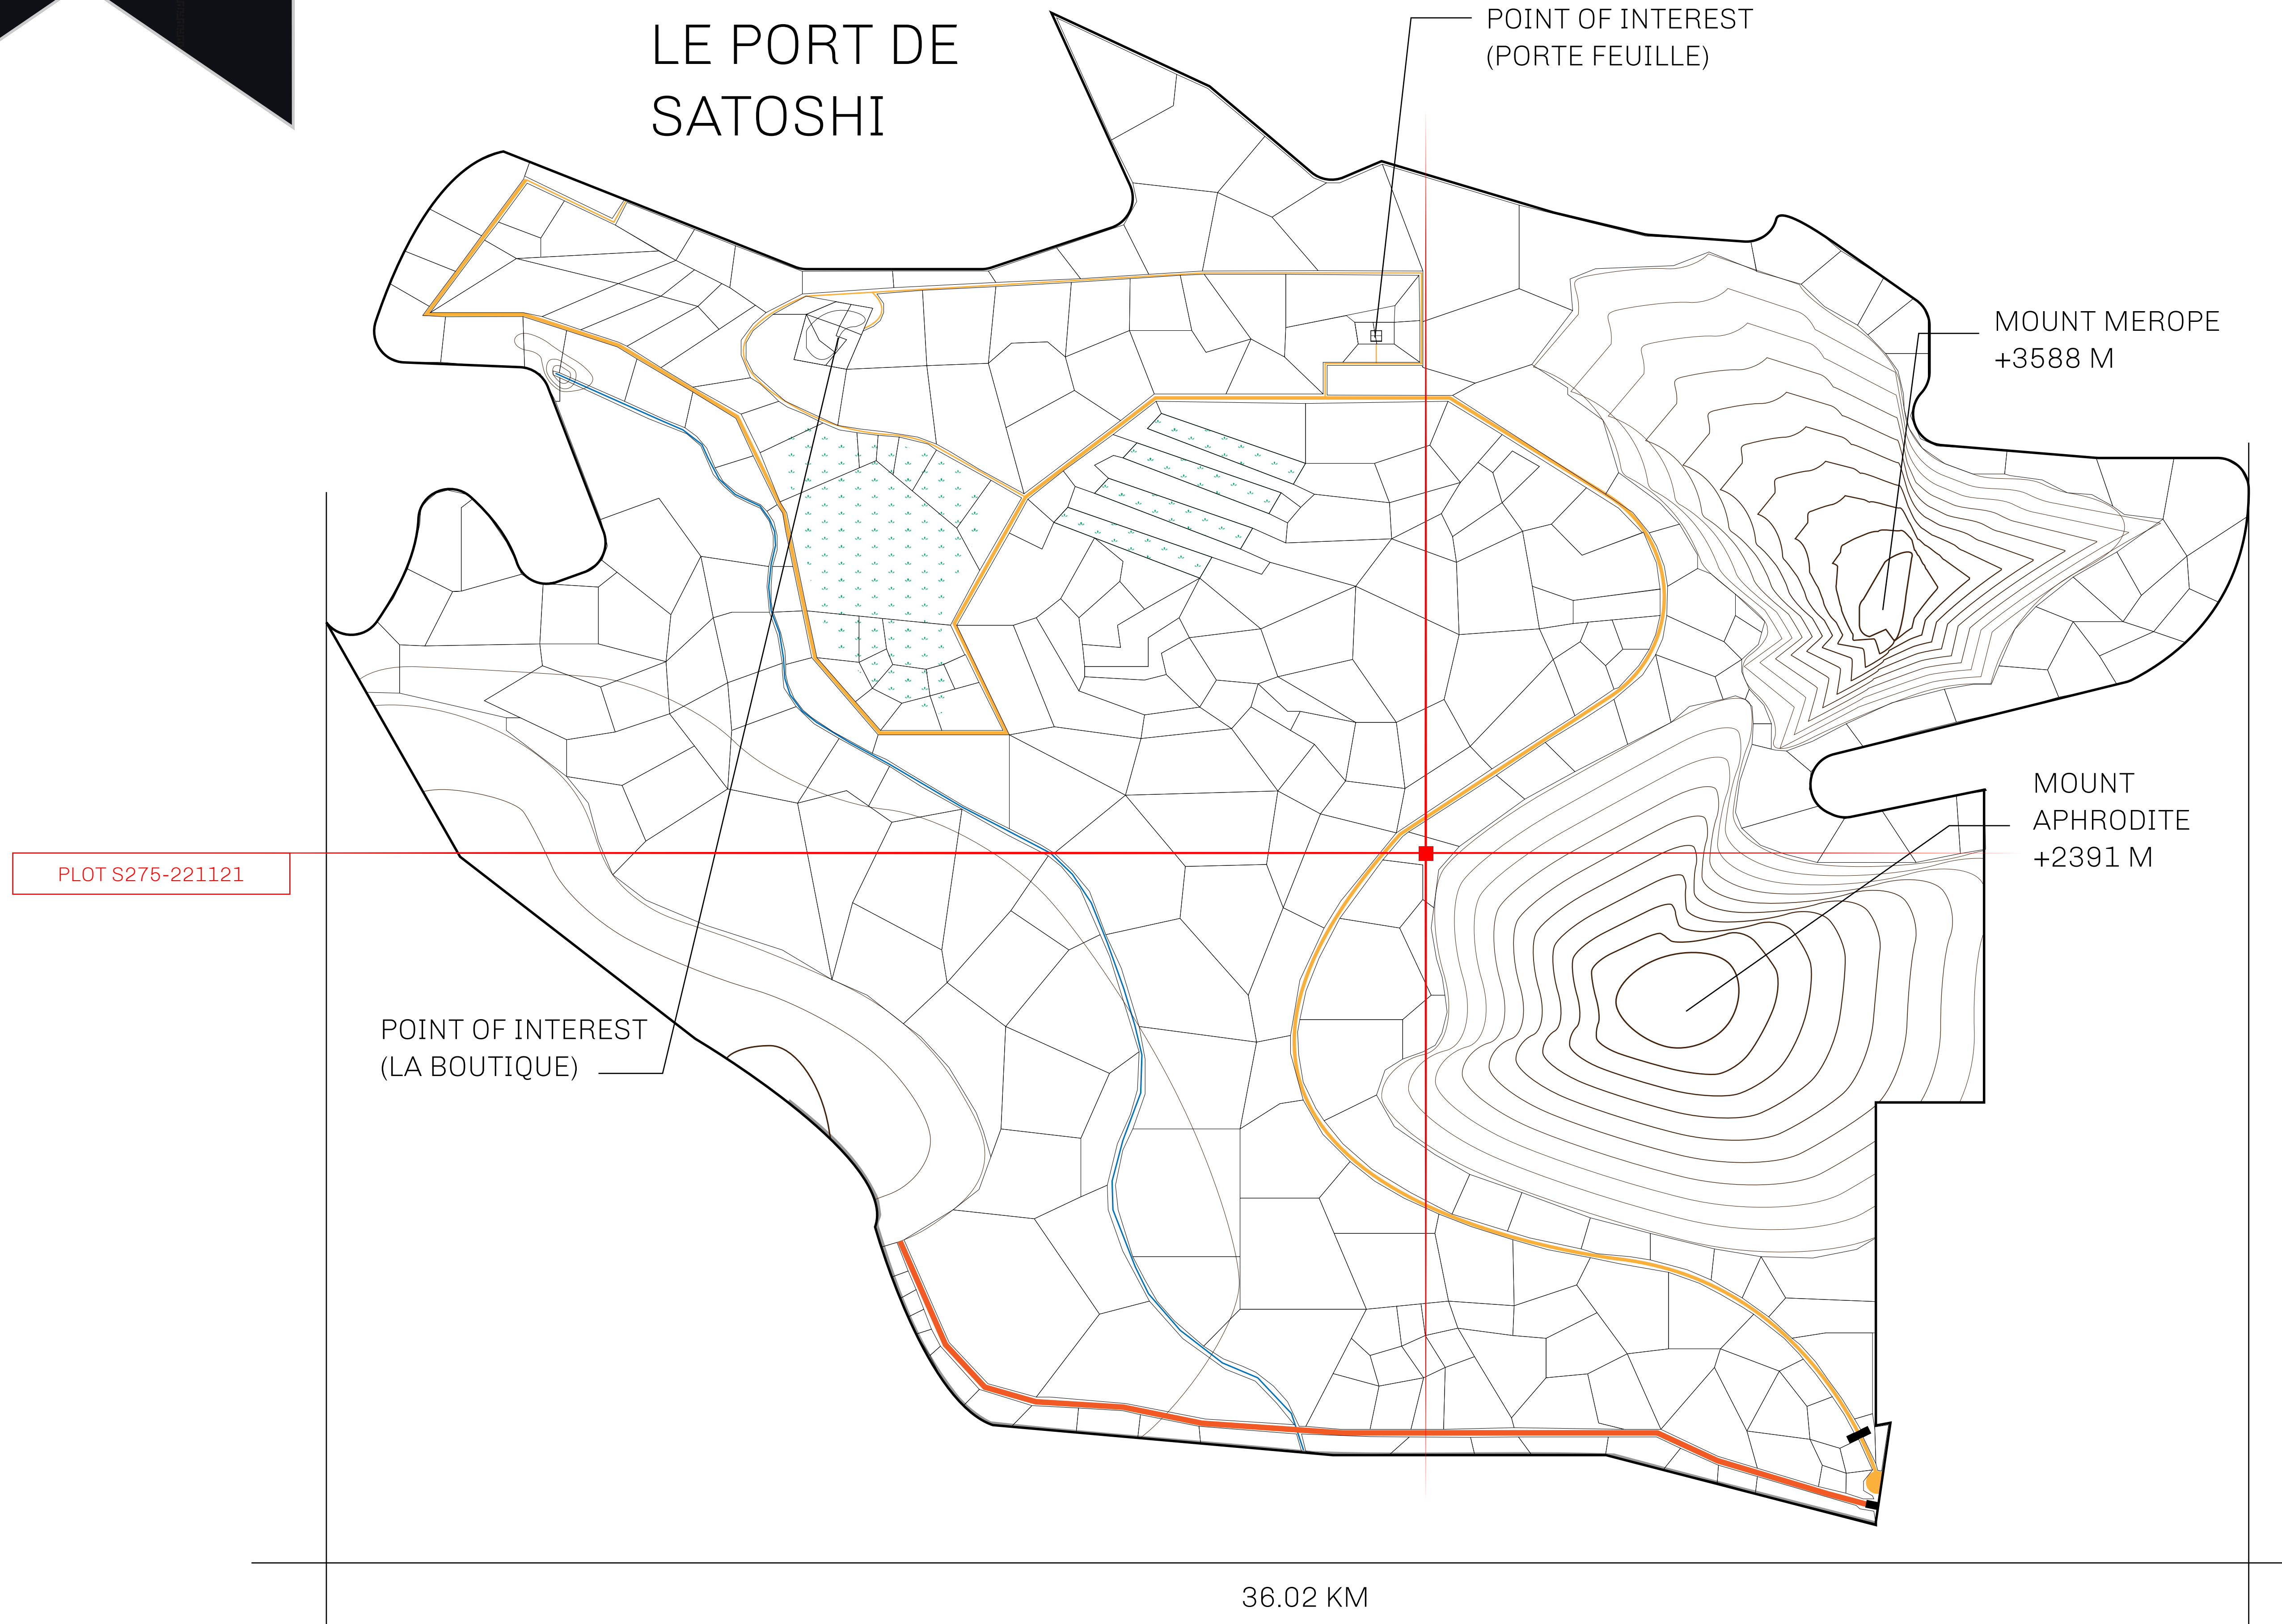 LE PORT DE
SATOSHI
POINT OF INTEREST
(PORTE FEUILLE)
MOUNT MEROPE
+3588 M
MOUNT
APHRODITE
+2391 M
PLOT S275-221121
POINT OF INTEREST
(LA BOUTIQUE)
36.02 KM